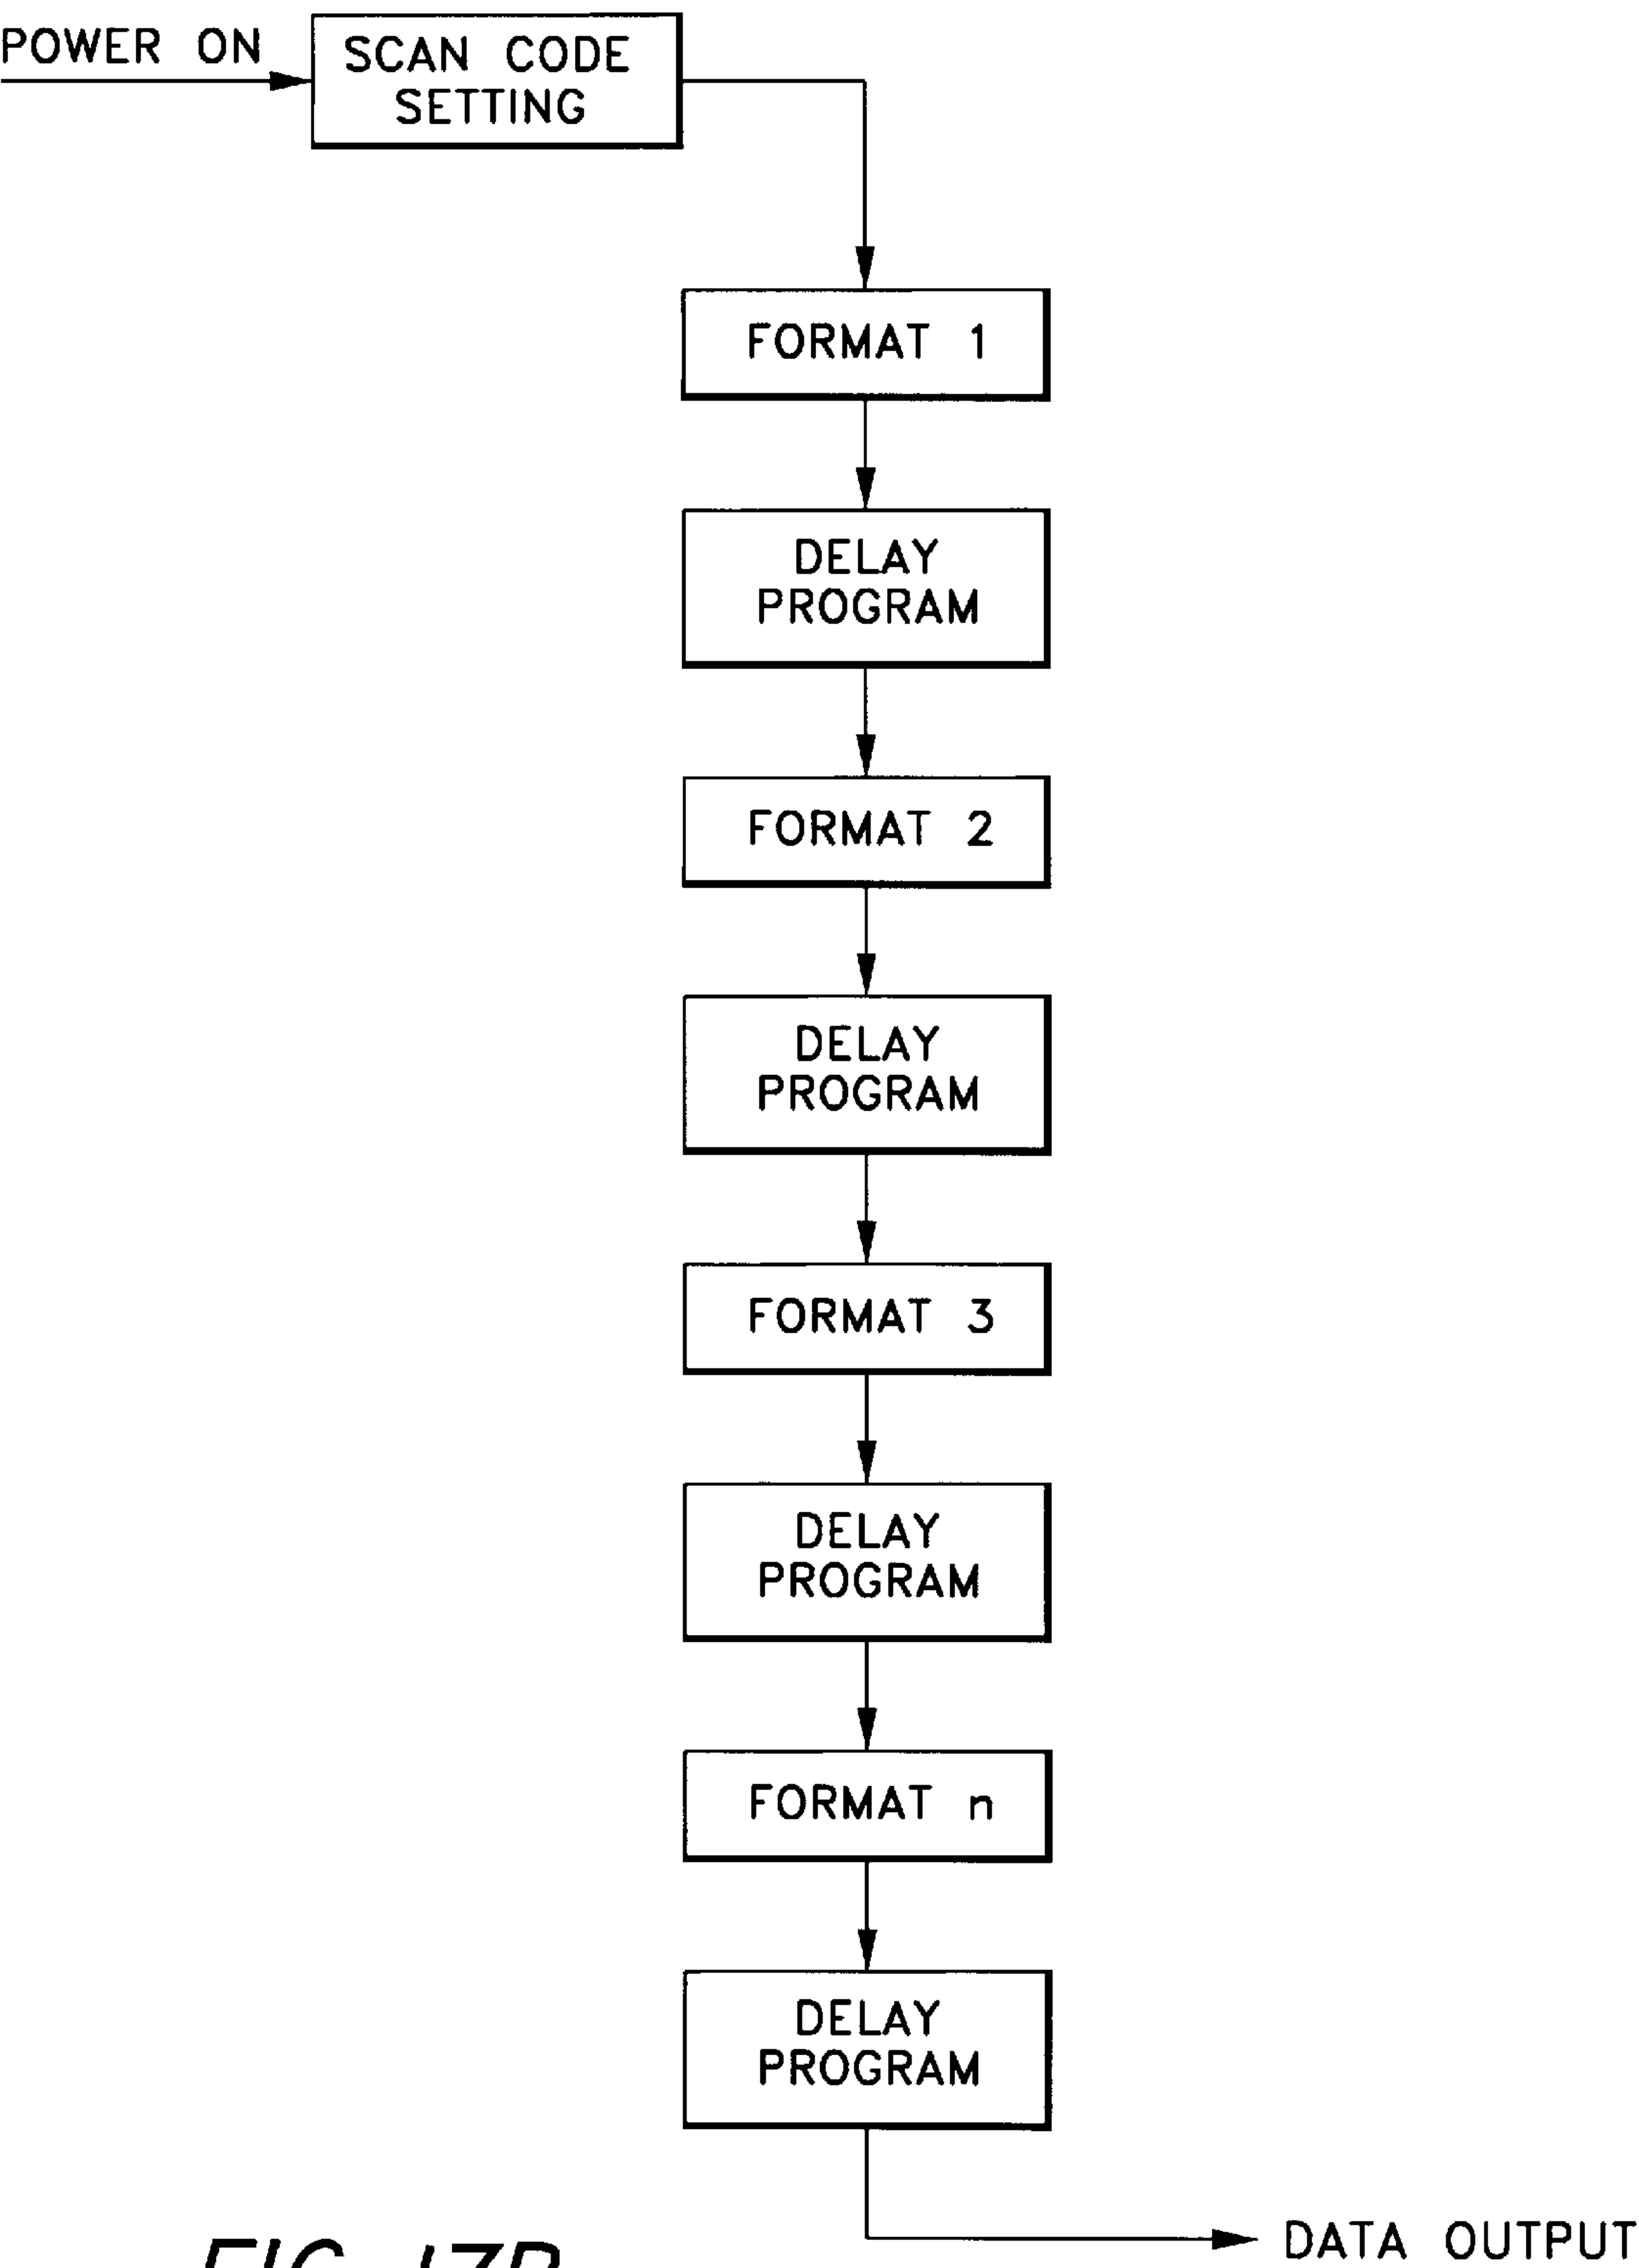 POWER ON
SCAN CODE
SETTING
FORMAT 1
DELAY
PROGRAM
FORMAT 2
DELAY
PROGRAM
FORMAT 3
DELAY
PROGRAM
FORMAT n
DELAY
PROGRAM
DATA OUTPUT